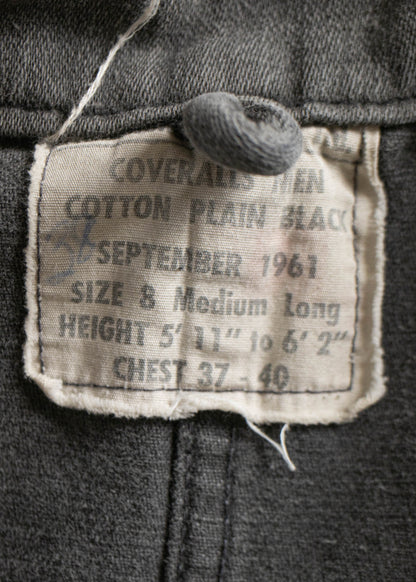 COVERALLS MEN
COTTON PLAIN BLACK
SEPTEMBER 1961
SIZE 8 Medium Long
HEIGHT 5' 11" to 6' 2"
CHEST 37 - 40